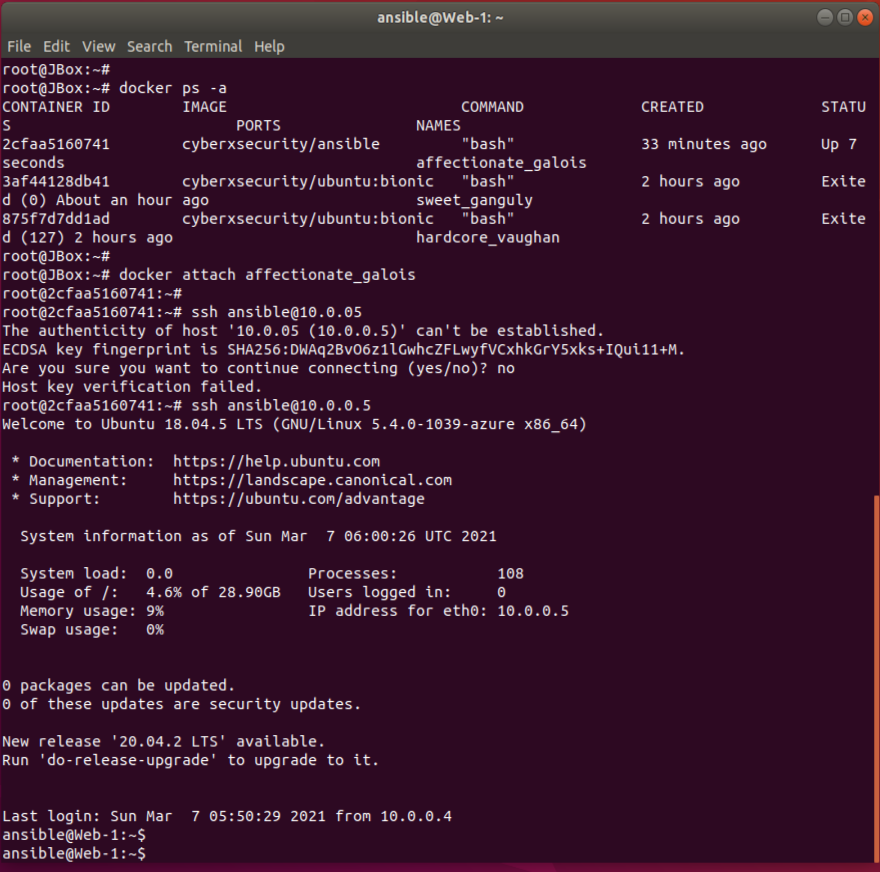 ansible@Web-1: ~
File Edit View Search Terminal Help
root@JBox:~#
root@JBox:~# docker ps -a
CONTAINER ID        IMAGE                          COMMAND             CREATED             STATU
S                         PORTS               NAMES
2cfaa5160741        cyberxsecurity/ansible         "bash"              33 minutes ago      Up 7
seconds                                       affectionate_galois
3af44128db41        cyberxsecurity/ubuntu:bionic   "bash"              2 hours ago         Exite
d (0) About an hour ago                       sweet_ganguly
875f7d7dd1ad        cyberxsecurity/ubuntu:bionic   "bash"              2 hours ago         Exite
d (127) 2 hours ago                           hardcore_vaughan
root@JBox:~#
root@JBox:~# docker attach affectionate_galois
root@2cfaa5160741:~#
root@2cfaa5160741:~# ssh ansible@10.0.05
The authenticity of host '10.0.05 (10.0.0.5)' can't be established.
ECDSA key fingerprint is SHA256:DWAq2BvO6z1lGwhcZFLwyfVCxhkGrY5xks+IQui11+M.
Are you sure you want to continue connecting (yes/no)? no
Host key verification failed.
root@2cfaa5160741:~# ssh ansible@10.0.0.5
Welcome to Ubuntu 18.04.5 LTS (GNU/Linux 5.4.0-1039-azure x86_64)
 * Documentation:  https://help.ubuntu.com
 * Management:     https://landscape.canonical.com
 * Support:        https://ubuntu.com/advantage
  System information as of Sun Mar  7 06:00:26 UTC 2021
  System load:  0.0               Processes:           108
  Usage of /:   4.6% of 28.90GB   Users logged in:     0
  Memory usage: 9%                IP address for eth0: 10.0.0.5
  Swap usage:   0%
0 packages can be updated.
0 of these updates are security updates.
New release '20.04.2 LTS' available.
Run 'do-release-upgrade' to upgrade to it.
Last login: Sun Mar  7 05:50:29 2021 from 10.0.0.4
ansible@Web-1:~$
ansible@Web-1:~$